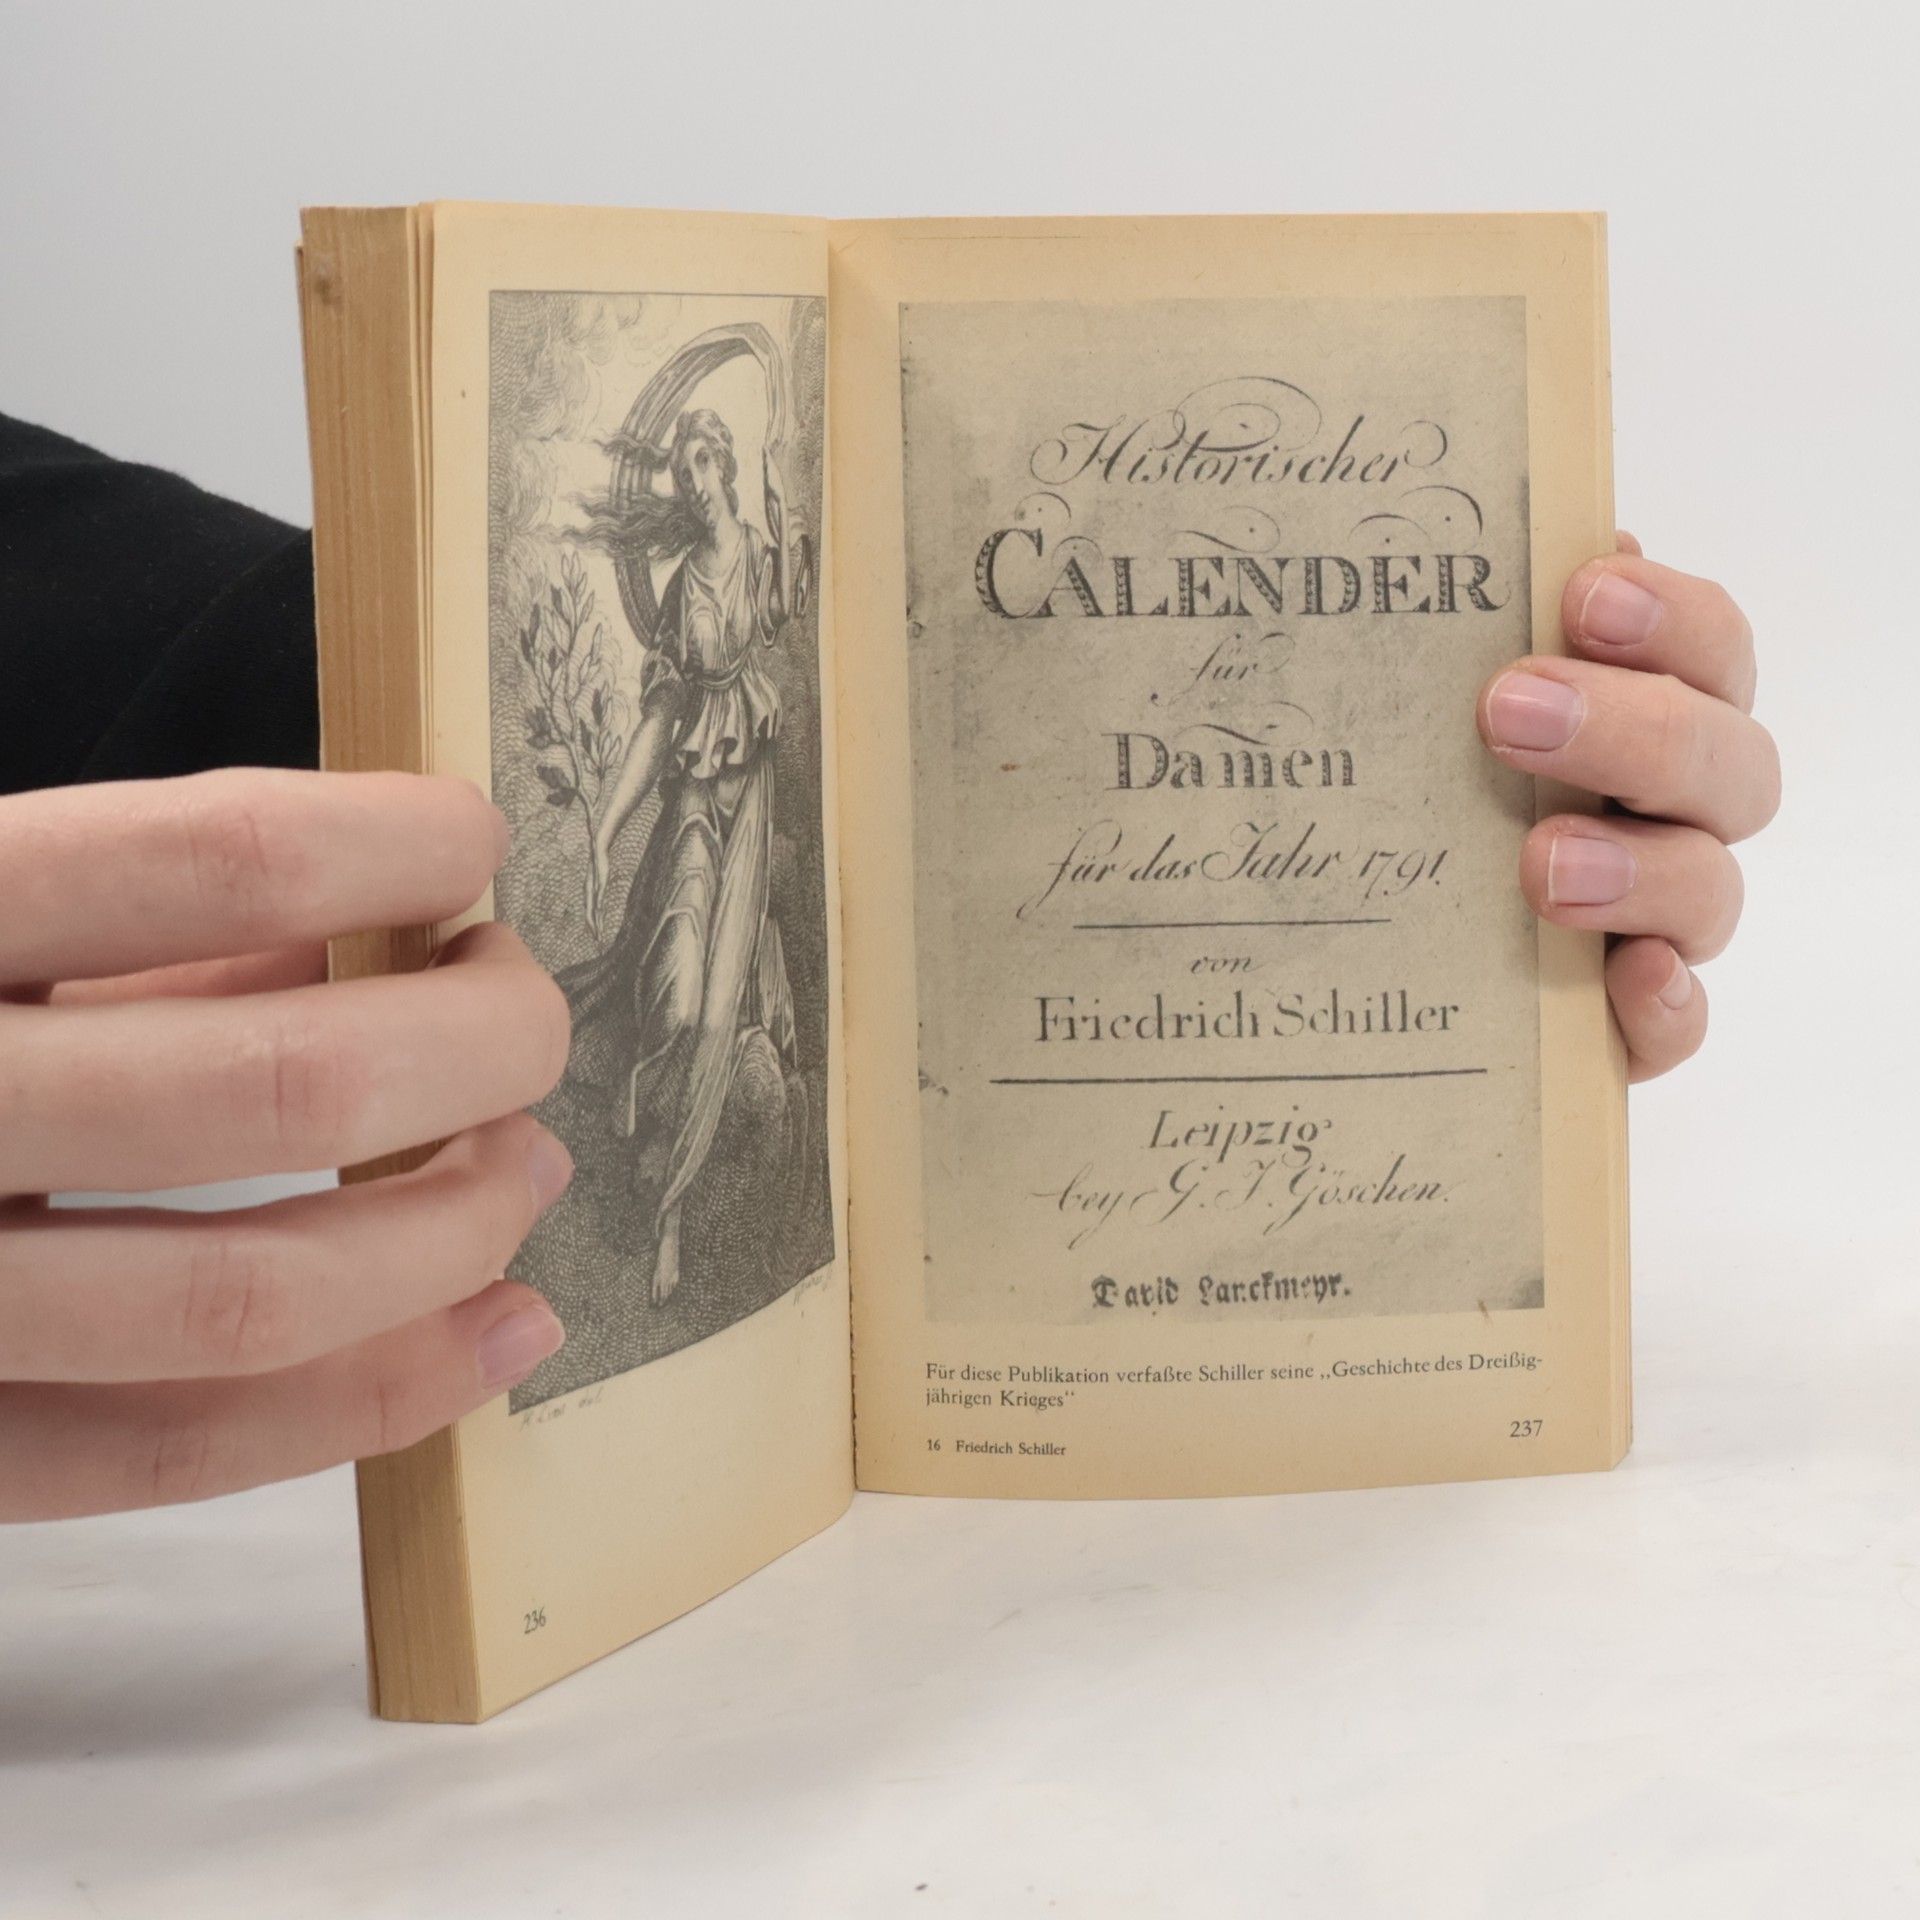 236
Historischer
CALENDER
für
Damen
für das Jahr 1791.
von
Friedrich Schiller
Leipzig
bey G. J. Göschen.
David Lanckmeyr.
Für diese Publikation verfaßte Schiller seine „Geschichte des Dreißig-
jährigen Krieges“
237
16 Friedrich Schiller